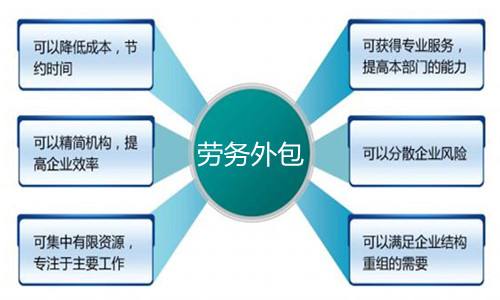 可以降低成本，节
约时间
可以精简机构，提
高企业效率
可集中有限资源，
专注于主要工作
劳务外包
可获得专业服务，
提高本部门的能力
可以分散企业风险
可以满足企业结构
重组的需要